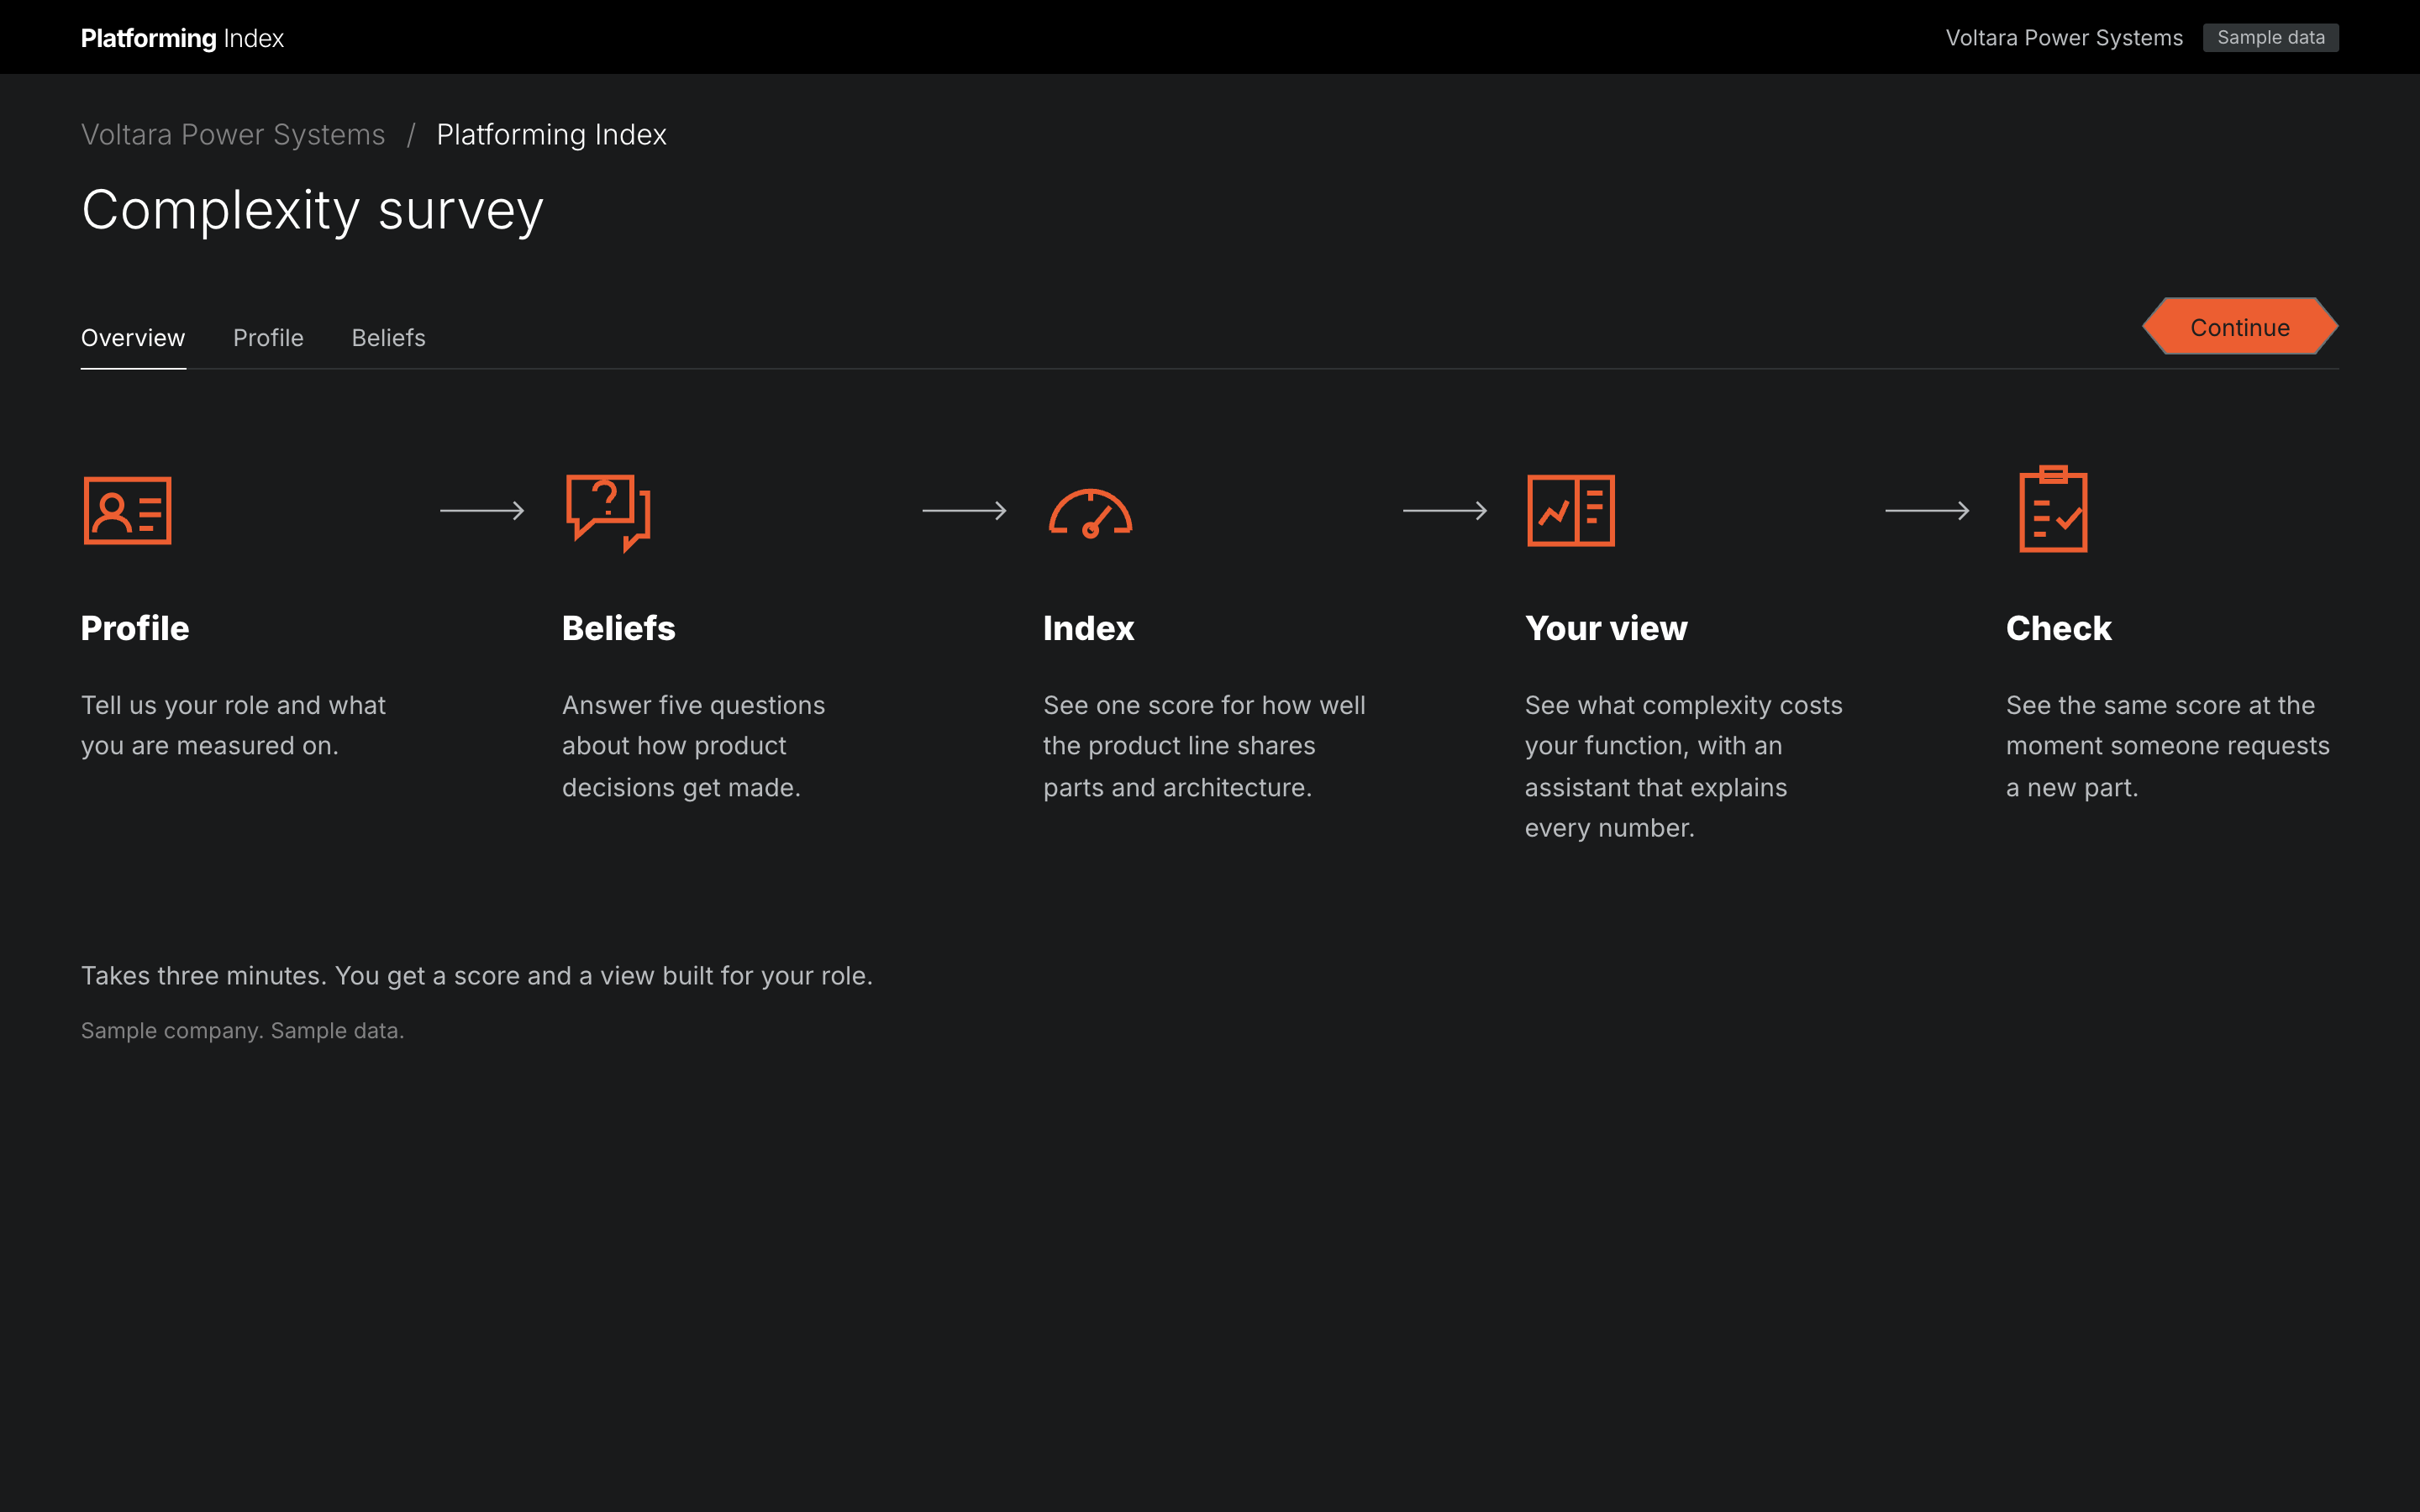 Platforming Index
Voltara Power Systems
Sample data
Voltara Power Systems / Platforming Index
Complexity survey
Overview
Profile
Beliefs
Continue
Profile
Tell us your role and what
you are measured on.
Beliefs
Answer five questions
about how product
decisions get made.
Index
See one score for how well
the product line shares
parts and architecture.
Your view
See what complexity costs
your function, with an
assistant that explains
every number.
Check
See the same score at the
moment someone requests
a new part.
Takes three minutes. You get a score and a view built for your role.
Sample company. Sample data.